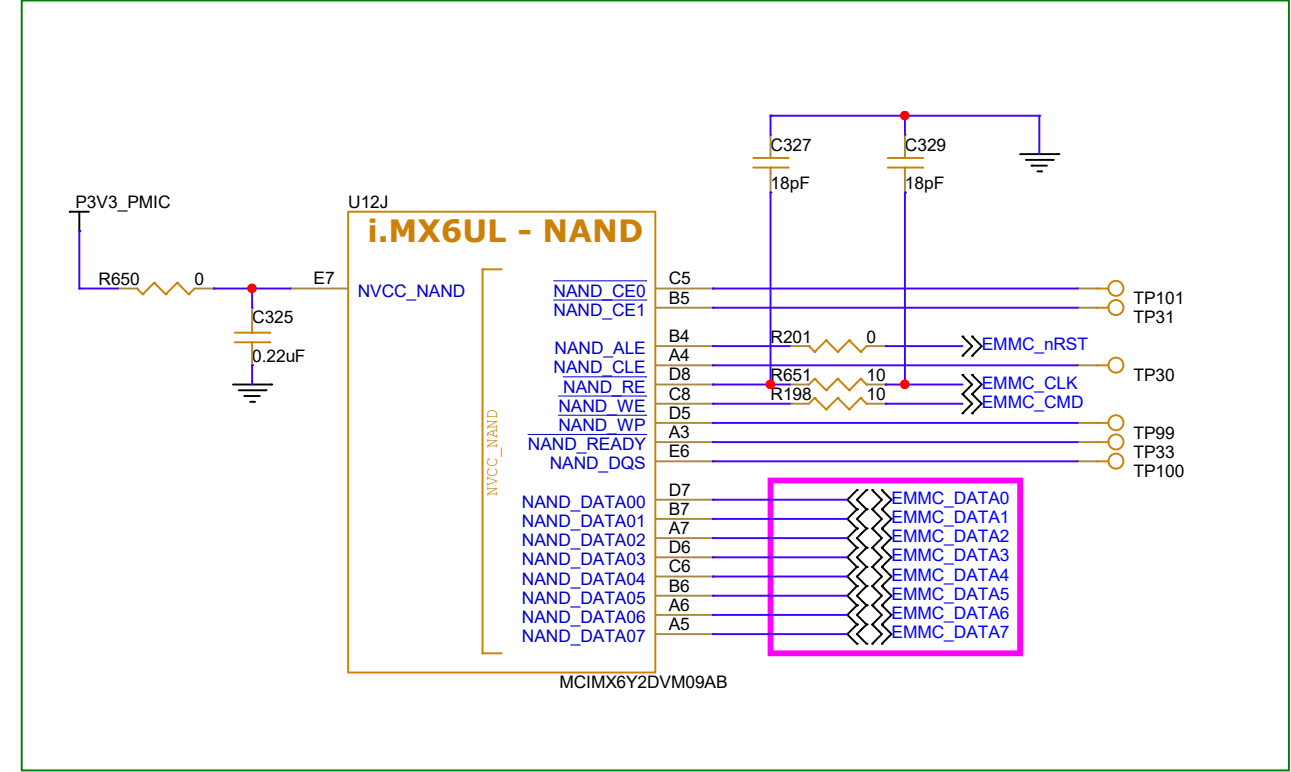 C327
C329
18pF
18pF
P3V3_PMIC
U12J
i.MX6UL - NAND
R650
0
E7
NVCC_NAND
C325
0.22uF
NVCC_NAND
NAND_CE0
C5
TP101
NAND_CE1
B5
TP31
NAND_ALE
B4
R201
0
EMMC_nRST
NAND_CLE
A4
TP30
NAND_RE
D8
R651
10
EMMC_CLK
NAND_WE
C8
R198
10
EMMC_CMD
NAND_WP
D5
TP99
NAND_READY
A3
TP33
NAND_DQS
E6
TP100
NAND_DATA00
D7
EMMC_DATA0
NAND_DATA01
B7
EMMC_DATA1
NAND_DATA02
A7
EMMC_DATA2
NAND_DATA03
D6
EMMC_DATA3
NAND_DATA04
C6
EMMC_DATA4
NAND_DATA05
B6
EMMC_DATA5
NAND_DATA06
A6
EMMC_DATA6
NAND_DATA07
A5
EMMC_DATA7
MCIMX6Y2DVM09AB